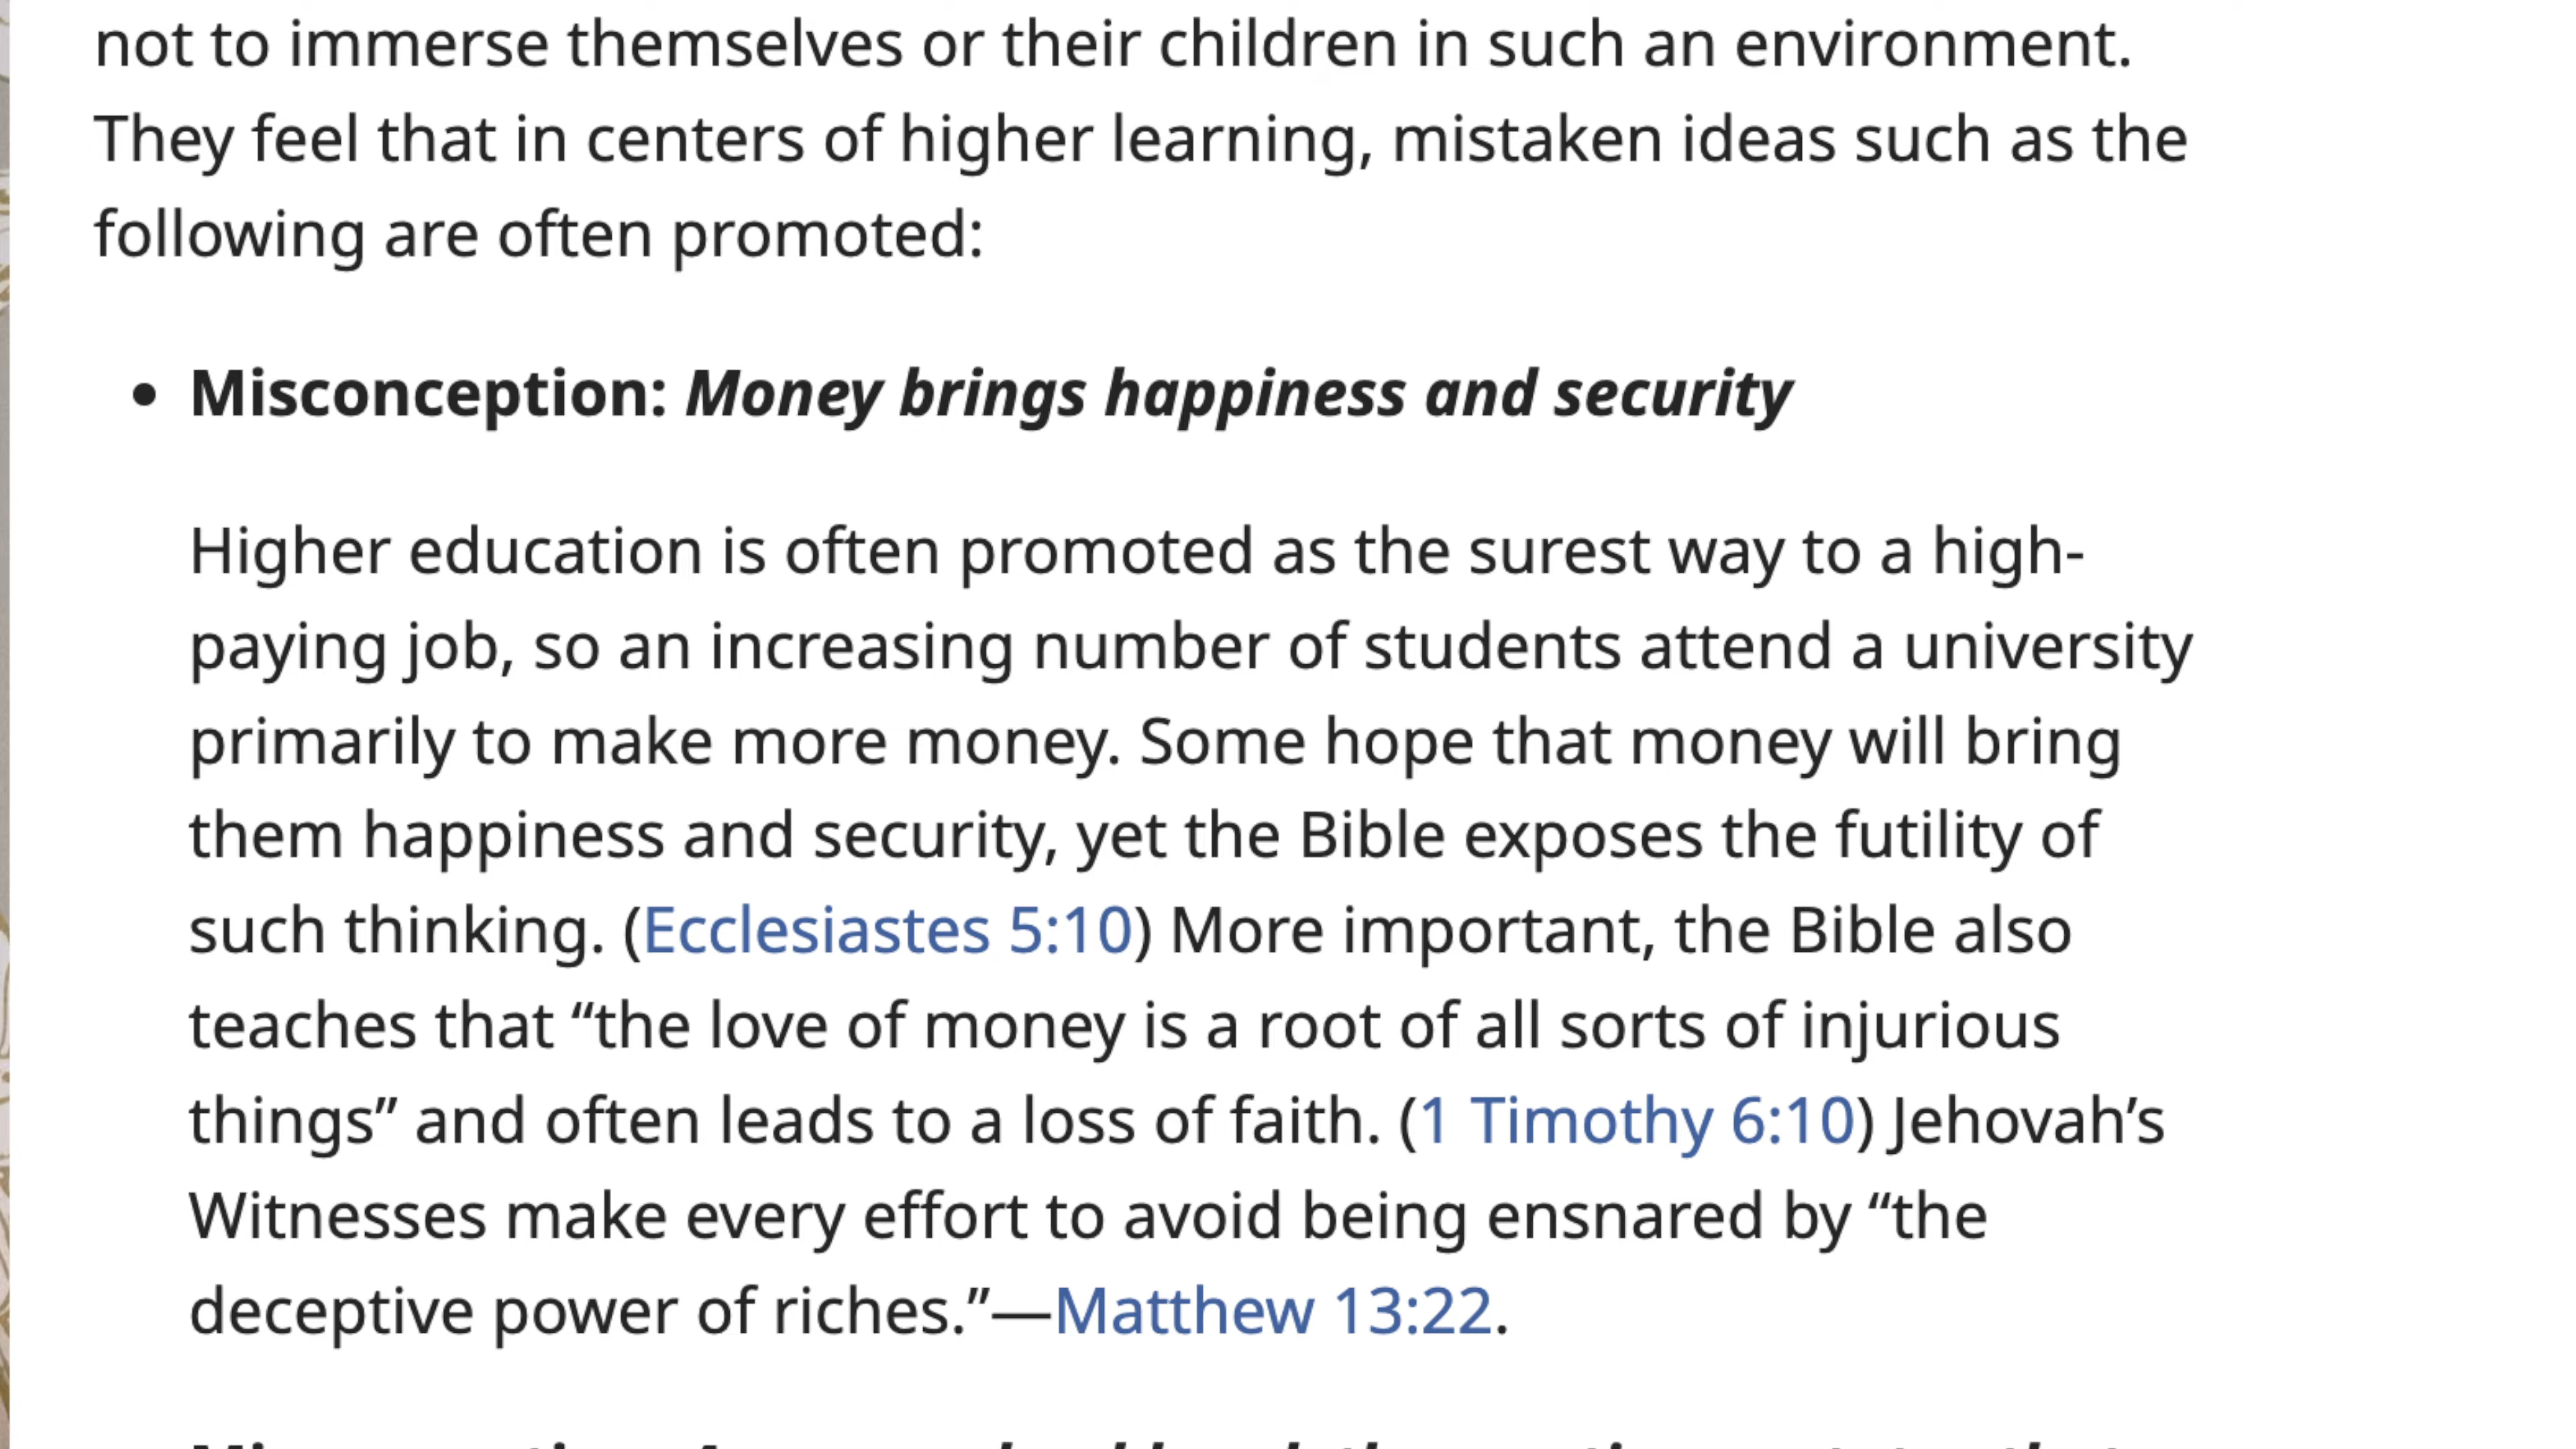 not to immerse themselves or their children in such an environment.
They feel that in centers of higher learning, mistaken ideas such as the
following are often promoted:
• Misconception: Money brings happiness and security
Higher education is often promoted as the surest way to a high-
paying job, so an increasing number of students attend a university
primarily to make more money. Some hope that money will bring
them happiness and security, yet the Bible exposes the futility of
such thinking. (Ecclesiastes 5:10) More important, the Bible also
teaches that “the love of money is a root of all sorts of injurious
things” and often leads to a loss of faith. (1 Timothy 6:10) Jehovah’s
Witnesses make every effort to avoid being ensnared by “the
deceptive power of riches.”—Matthew 13:22.